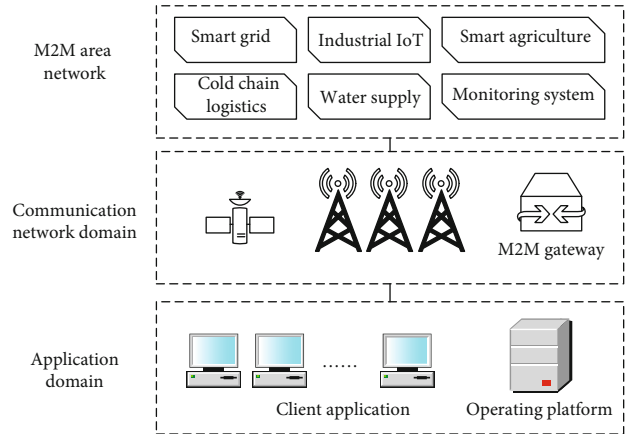 M2M area
network
Smart grid
Industrial IoT
Smart agriculture
Cold chain
logistics
Water supply
Monitoring system
Communication
network domain
M2M gateway
Application
domain
......
Client application
Operating platform